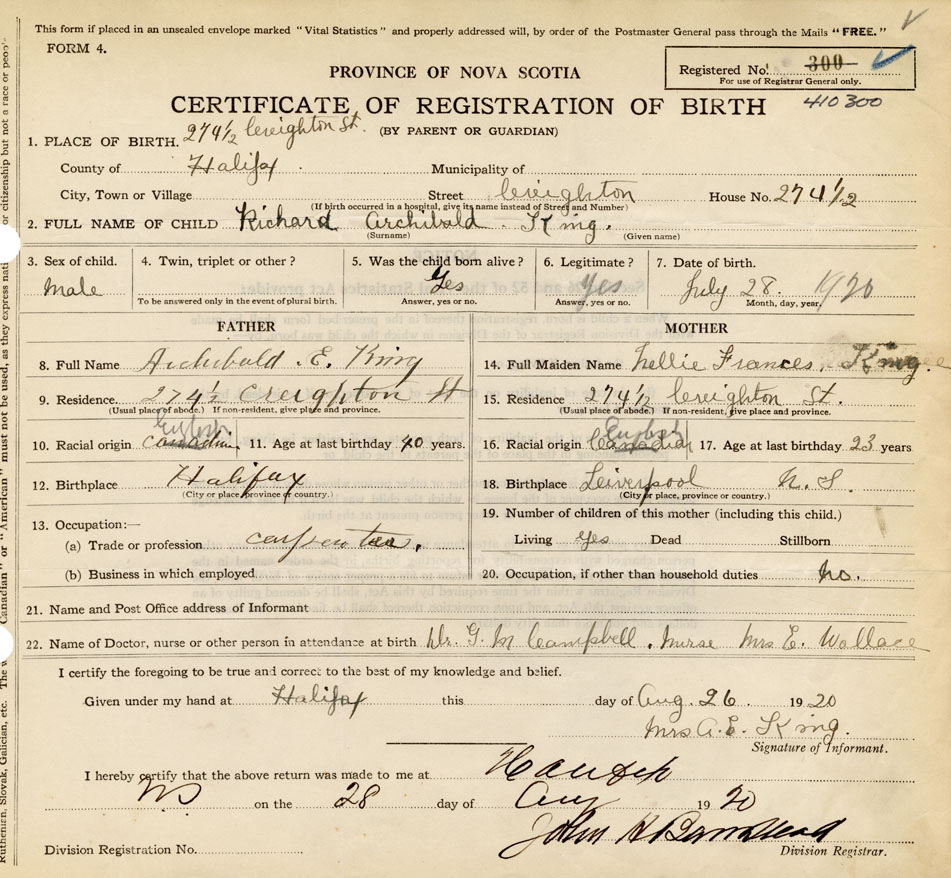 This form if placed in an unsealed envelope marked "Vital Statistics" and properly addressed will, by order of the Postmaster General pass through the Mails "FREE."
FORM 4.
Registered No. 300
For use of Registrar General only.
PROVINCE OF NOVA SCOTIA
CERTIFICATE OF REGISTRATION OF BIRTH 410300
(BY PARENT OR GUARDIAN)
1. PLACE OF BIRTH. 274½ Creighton St.
County of Halifax Municipality of
City, Town or Village Street Creighton House No. 274 1/2
(If birth occurred in a hospital, give its name instead of Street and Number)
2. FULL NAME OF CHILD Richard Archibald King.
(Surname) (Given name)
3. Sex of child. 4. Twin, triplet or other? 5. Was the child born alive? 6. Legitimate? 7. Date of birth.
Male Yes Yes July 28. 1920
To be answered only in the event of plural birth. Answer, yes or no. Answer, yes or no. Month, day, year,
FATHER MOTHER
8. Full Name Archibald E. King 14. Full Maiden Name Nellie Frances, King
9. Residence. 274½ Creighton St 15. Residence 274½ Creighton St.
(Usual place of abode.) If non-resident, give place and province. (Usual place of abode.) If non-resident, give place and province.
English English
10. Racial origin Canadian 11. Age at last birthday 40 years. 16. Racial origin Canadian 17. Age at last birthday 23 years
12. Birthplace Halifax 18. Birthplace Leiverpool N. S.
(City or place, province or country.) (City or place, province or country.)
13. Occupation:— 19. Number of children of this mother (including this child.)
(a) Trade or profession carpenter. Living yes Dead Stillborn
(b) Business in which employed 20. Occupation, if other than household duties no.
21. Name and Post Office address of Informant
22. Name of Doctor, nurse or other person in attendance at birth Dr. G. M Campbell. Nurse Mrs E. Wallace
I certify the foregoing to be true and correct to the best of my knowledge and belief.
Given under my hand at Halifax this day of Aug. 26 1920
Mrs A. E. King.
Signature of Informant.
I hereby certify that the above return was made to me at Halifax
NS on the 28 day of Aug 1920
John H Barnstead
Division Registration No. Division Registrar.